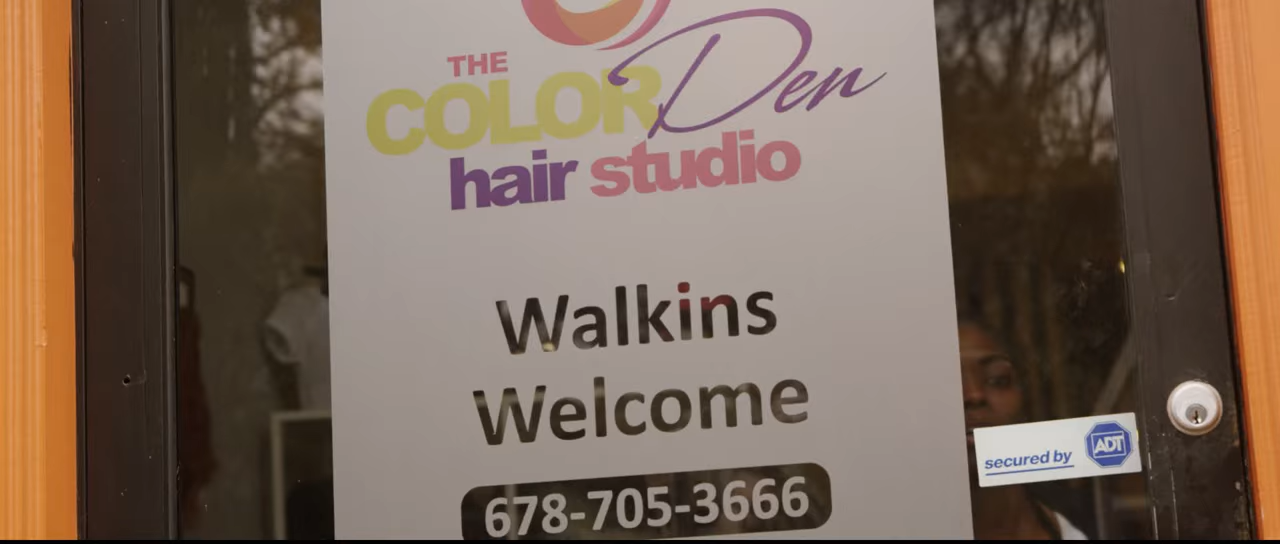 THE
COLOR Den
hair studio
Walkins
Welcome
678-705-3666
secured by ADT